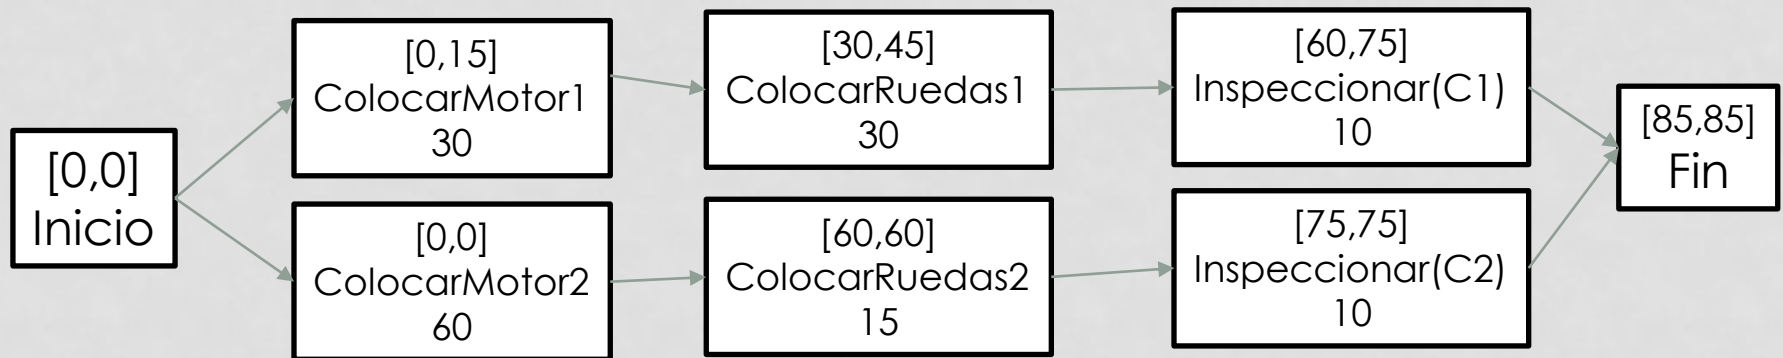 [0,0]
Inicio
[0,15]
ColocarMotor1
30
[30,45]
ColocarRuedas1
30
[60,75]
Inspeccionar(C1)
10
[0,0]
ColocarMotor2
60
[60,60]
ColocarRuedas2
15
[75,75]
Inspeccionar(C2)
10
[85,85]
Fin